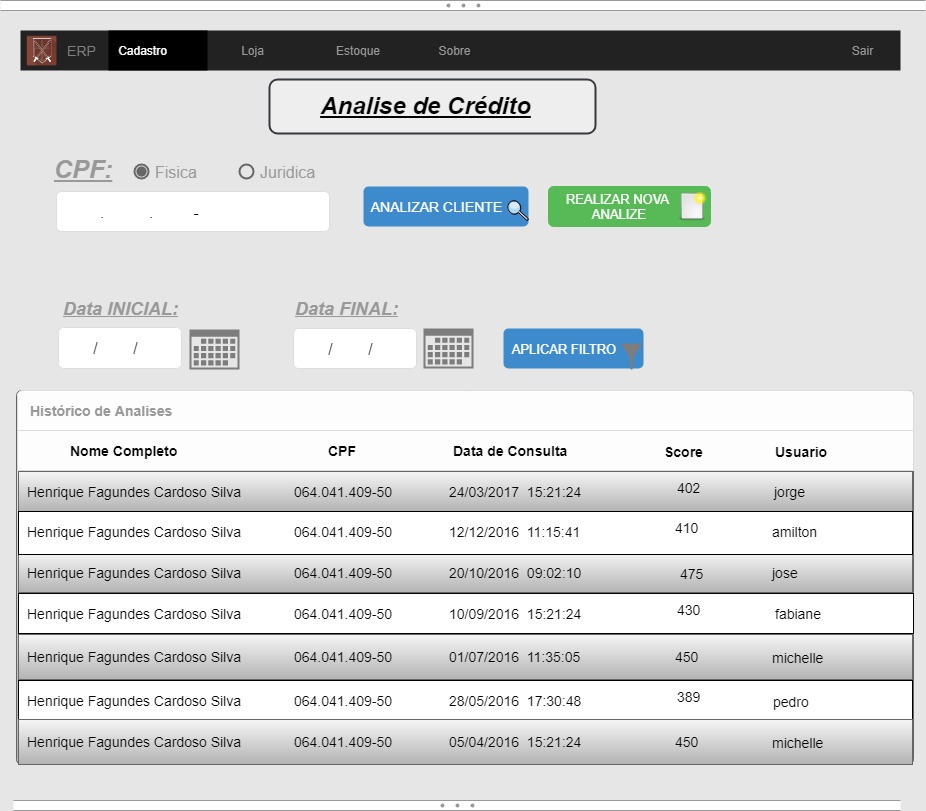 ERP Cadastro Loja Estoque Sobre Sair
Analise de Crédito
CPF: Fisica Juridica
. . -
ANALIZAR CLIENTE
REALIZAR NOVA
ANALIZE
Data INICIAL: Data FINAL:
/ / / / APLICAR FILTRO
Histórico de Analises
Nome Completo CPF Data de Consulta Score Usuario
Henrique Fagundes Cardoso Silva 064.041.409-50 24/03/2017 15:21:24 402 jorge
Henrique Fagundes Cardoso Silva 064.041.409-50 12/12/2016 11:15:41 410 amilton
Henrique Fagundes Cardoso Silva 064.041.409-50 20/10/2016 09:02:10 475 jose
Henrique Fagundes Cardoso Silva 064.041.409-50 10/09/2016 15:21:24 430 fabiane
Henrique Fagundes Cardoso Silva 064.041.409-50 01/07/2016 11:35:05 450 michelle
Henrique Fagundes Cardoso Silva 064.041.409-50 28/05/2016 17:30:48 389 pedro
Henrique Fagundes Cardoso Silva 064.041.409-50 05/04/2016 15:21:24 450 michelle